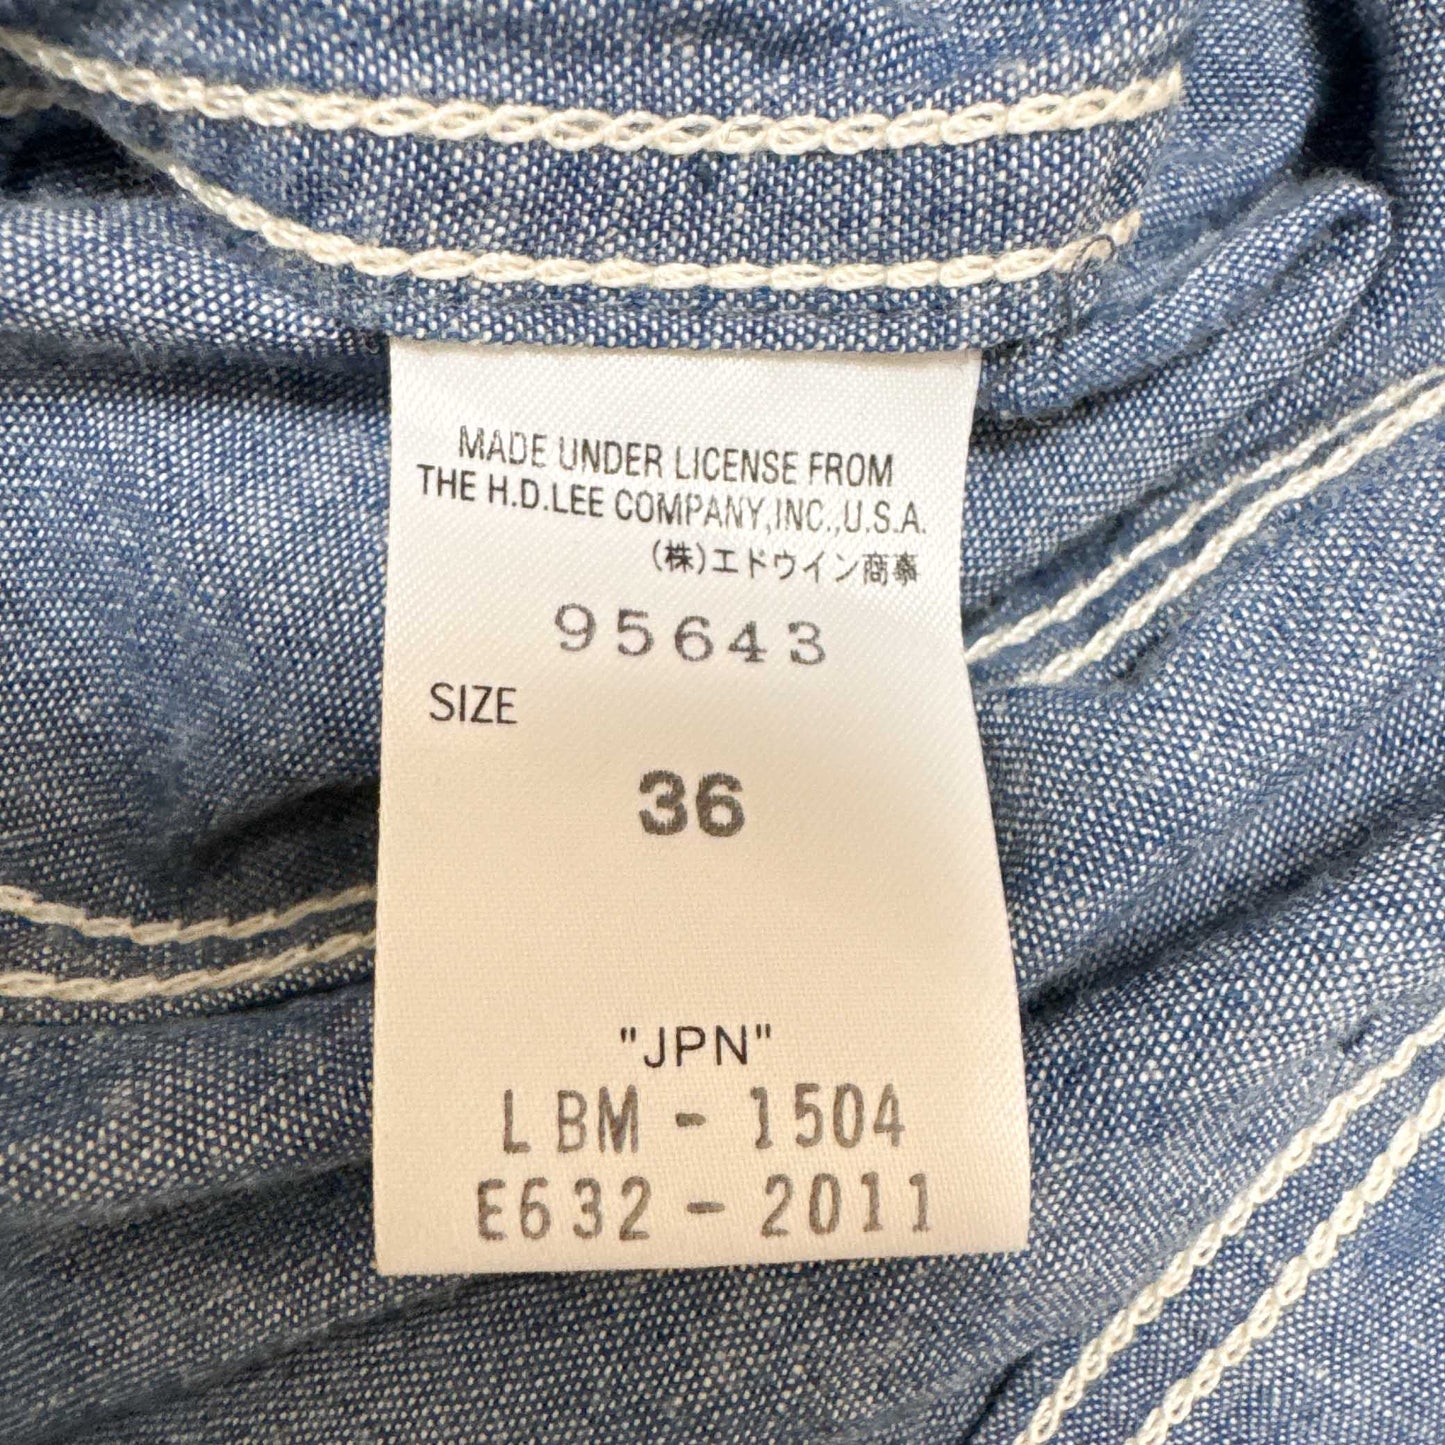 MADE UNDER LICENSE FROM
THE H.D.LEE COMPANY,INC.,U.S.A.
(株)エドウイン商事
95643
SIZE
36
"JPN"
LBM - 1504
E632 - 2011